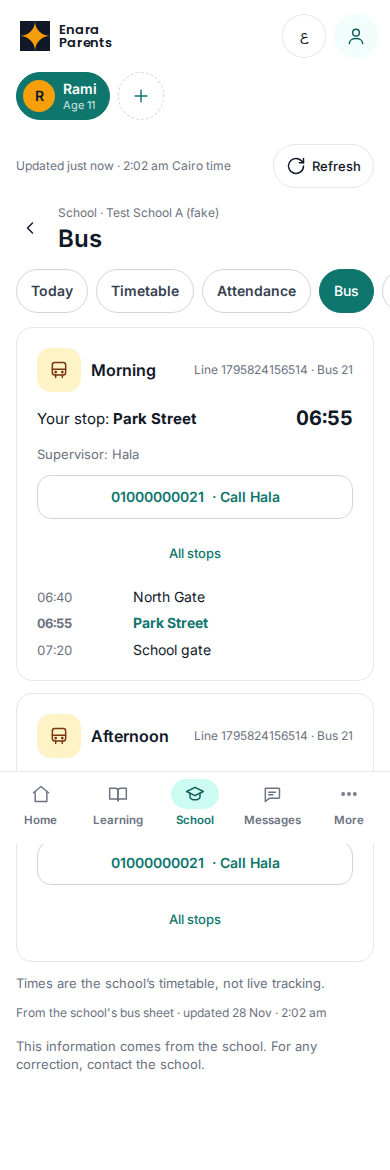 Enara
Parents
ع
R
Rami
Age 11
Updated just now · 2:02 am Cairo time
Refresh
School · Test School A (fake)
Bus
Today
Timetable
Attendance
Bus
Morning
Line 1795824156514 · Bus 21
Your stop: Park Street
06:55
Supervisor: Hala
01000000021 · Call Hala
All stops
06:40 North Gate
06:55 Park Street
07:20 School gate
Afternoon
Line 1795824156514 · Bus 21
Home
Learning
School
Messages
More
01000000021 · Call Hala
All stops
Times are the school’s timetable, not live tracking.
From the school's bus sheet · updated 28 Nov · 2:02 am
This information comes from the school. For any
correction, contact the school.